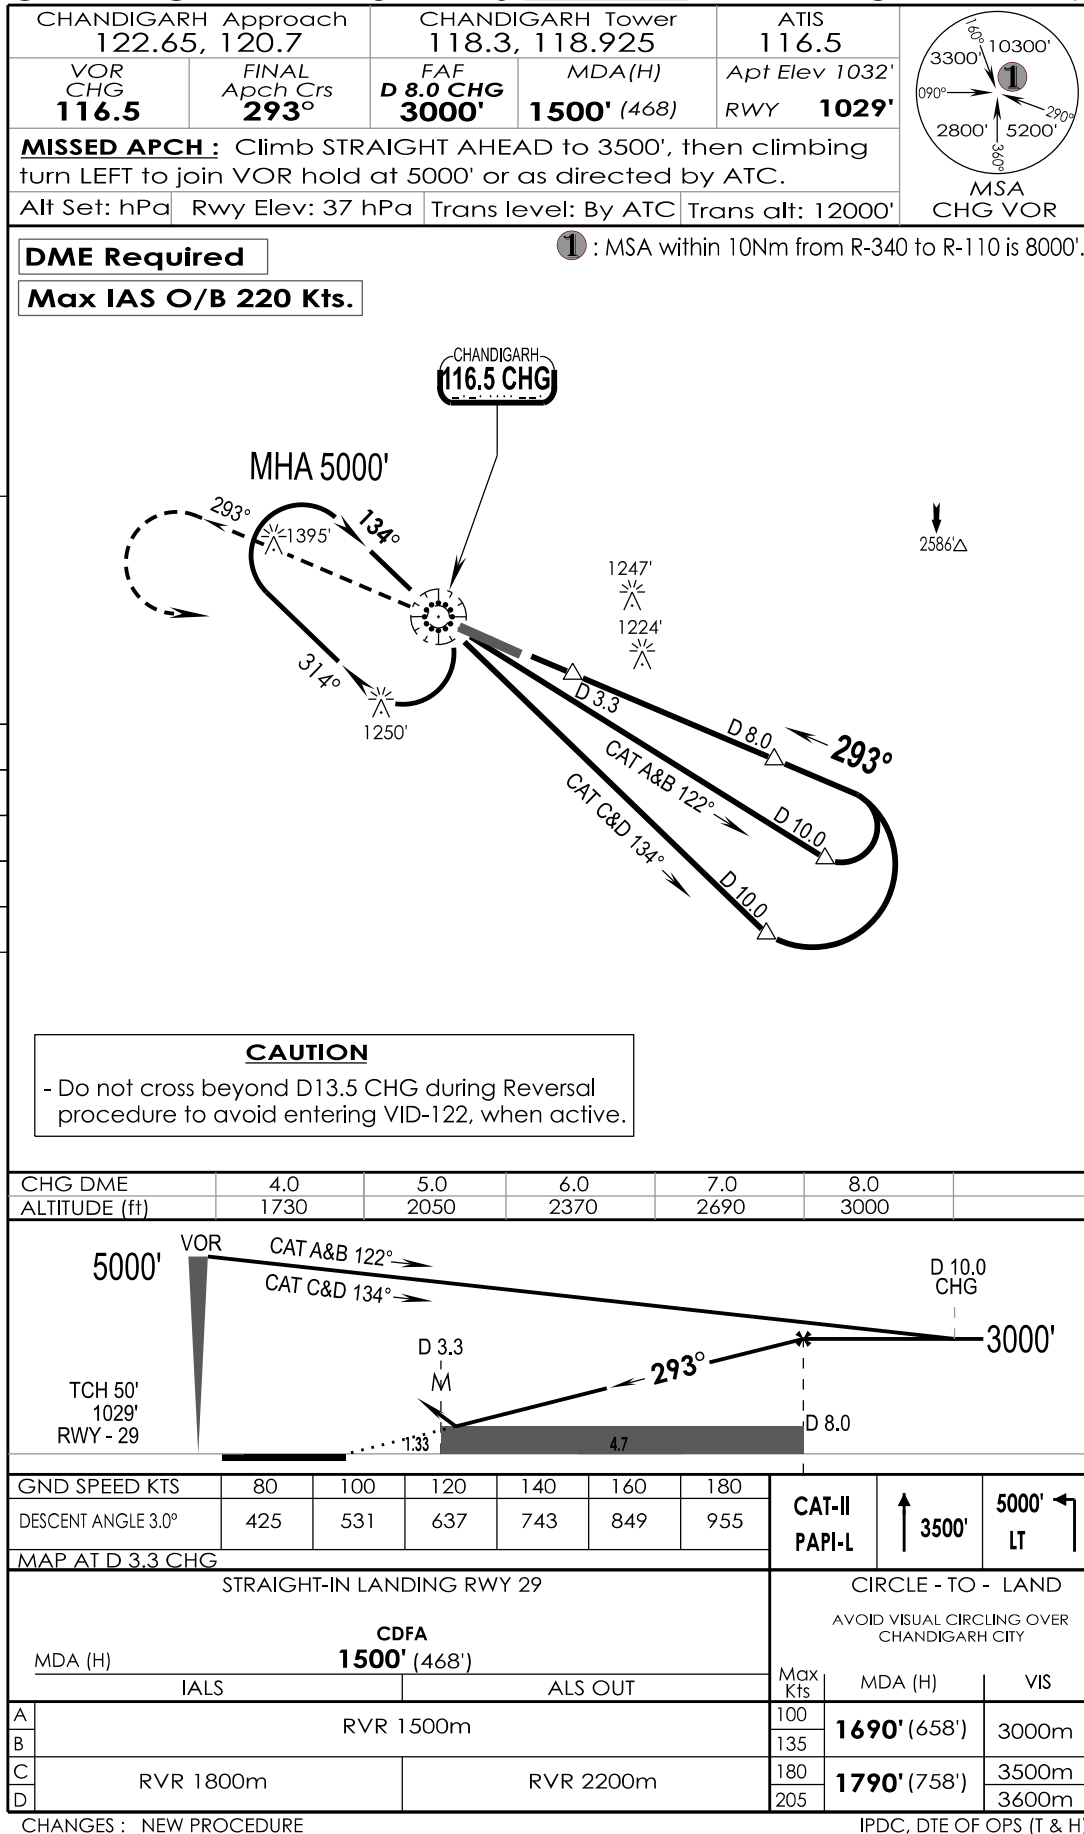 CHANDIGARH Approach
122.65, 120.7
CHANDIGARH Tower
118.3, 118.925
ATIS
116.5
VOR
CHG
116.5
FINAL
Apch Crs
293°
FAF
D 8.0 CHG
3000'
MDA(H)
1500' (468)
Apt Elev 1032'
RWY 1029'
160°
10300'
3300'
1
090°
290°
2800'
5200'
360°
MSA
CHG VOR
MISSED APCH : Climb STRAIGHT AHEAD to 3500', then climbing
turn LEFT to join VOR hold at 5000' or as directed by ATC.
Alt Set: hPa
Rwy Elev: 37 hPa
Trans level: By ATC
Trans alt: 12000'
DME Required
1 : MSA within 10Nm from R-340 to R-110 is 8000'.
Max IAS O/B 220 Kts.
CHANDIGARH
116.5 CHG
MHA 5000'
293°
134°
1395'
2586'
1247'
1224'
314°
1250'
D 3.3
D 8.0
293°
CAT A&B 122°
CAT C&D 134°
D 10.0
D 10.0
CAUTION
- Do not cross beyond D13.5 CHG during Reversal
procedure to avoid entering VID-122, when active.
CHG DME 4.0 5.0 6.0 7.0 8.0
ALTITUDE (ft) 1730 2050 2370 2690 3000
VOR
5000'
CAT A&B 122°
CAT C&D 134°
D 10.0
CHG
3000'
D 3.3
M
293°
TCH 50'
1029'
RWY - 29
D 8.0
1.33
4.7
GND SPEED KTS 80 100 120 140 160 180
DESCENT ANGLE 3.0° 425 531 637 743 849 955
MAP AT D 3.3 CHG
CAT-II
PAPI-L
3500'
5000'
LT
STRAIGHT-IN LANDING RWY 29
CDFA
MDA (H) 1500' (468')
IALS
ALS OUT
A
B
RVR 1500m
C
D
RVR 1800m
RVR 2200m
CIRCLE - TO - LAND
AVOID VISUAL CIRCLING OVER
CHANDIGARH CITY
Max
Kts
MDA (H)
VIS
100
135
1690' (658')
3000m
180
205
1790' (758')
3500m
3600m
CHANGES : NEW PROCEDURE
IPDC, DTE OF OPS (T & H)